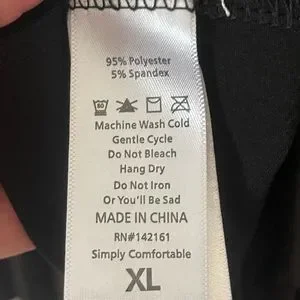 95% Polyester
5% Spandex
Machine Wash Cold
Gentle Cycle
Do Not Bleach
Hang Dry
Do Not Iron
Or You'll Be Sad
MADE IN CHINA
RN#142161
Simply Comfortable
XL